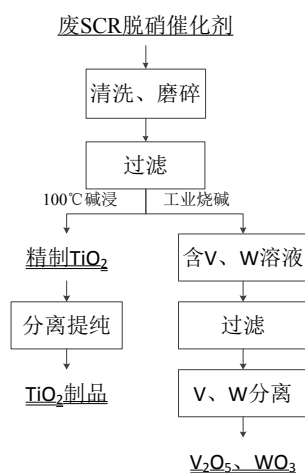 废SCR脱硝催化剂
清洗、磨碎
过滤
100℃碱浸 工业烧碱
精制TiO₂ 含V、W溶液
分离提纯 过滤
TiO₂制品 V、W分离
V₂O₅、WO₃